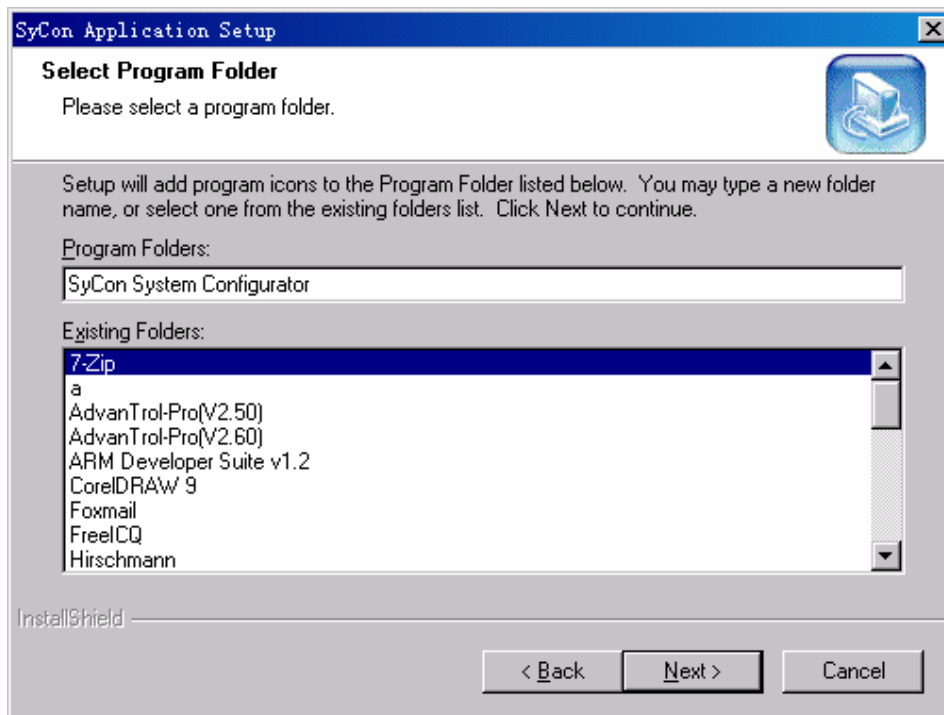 SyCon Application Setup
Select Program Folder
Please select a program folder.
Setup will add program icons to the Program Folder listed below. You may type a new folder
name, or select one from the existing folders list. Click Next to continue.
Program Folders:
SyCon System Configurator
Existing Folders:
7-Zip
a
AdvanTrol-Pro(V2.50)
AdvanTrol-Pro(V2.60)
ARM Developer Suite v1.2
CorelDRAW 9
Foxmail
FreeICQ
Hirschmann
InstallShield
< Back Next > Cancel